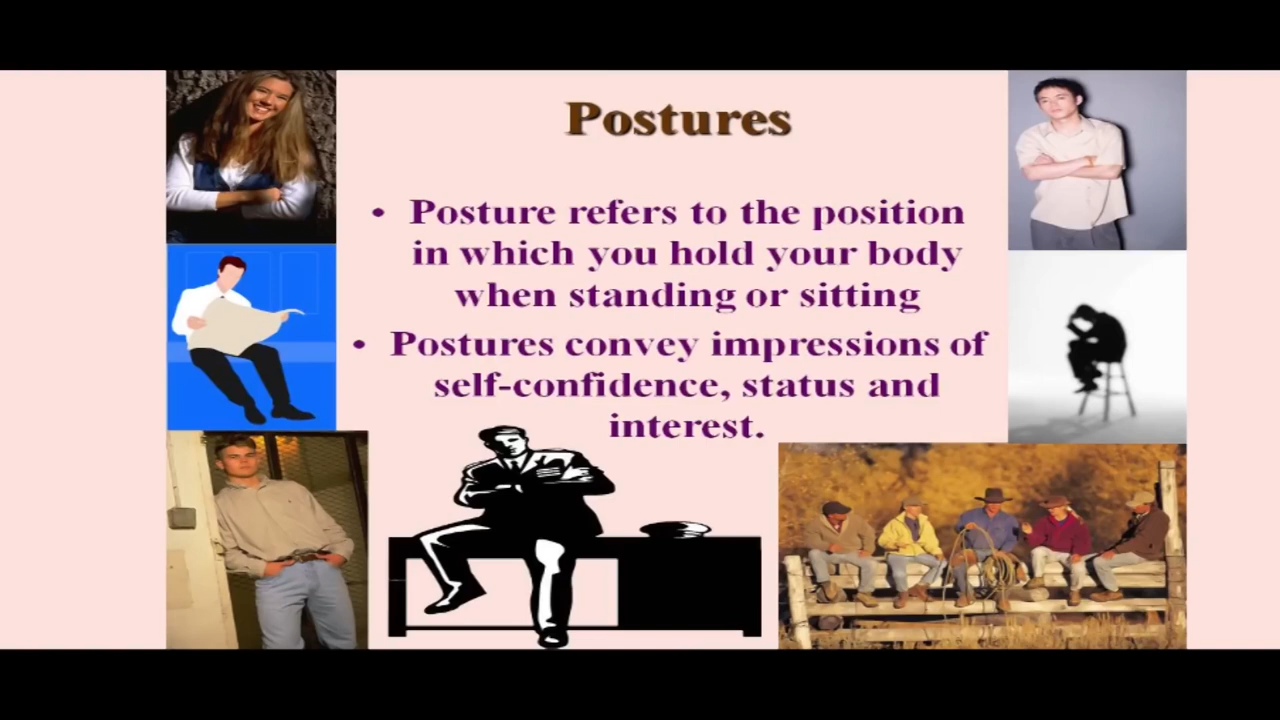 Postures
• Posture refers to the position
in which you hold your body
when standing or sitting
• Postures convey impressions of
self-confidence, status and
interest.